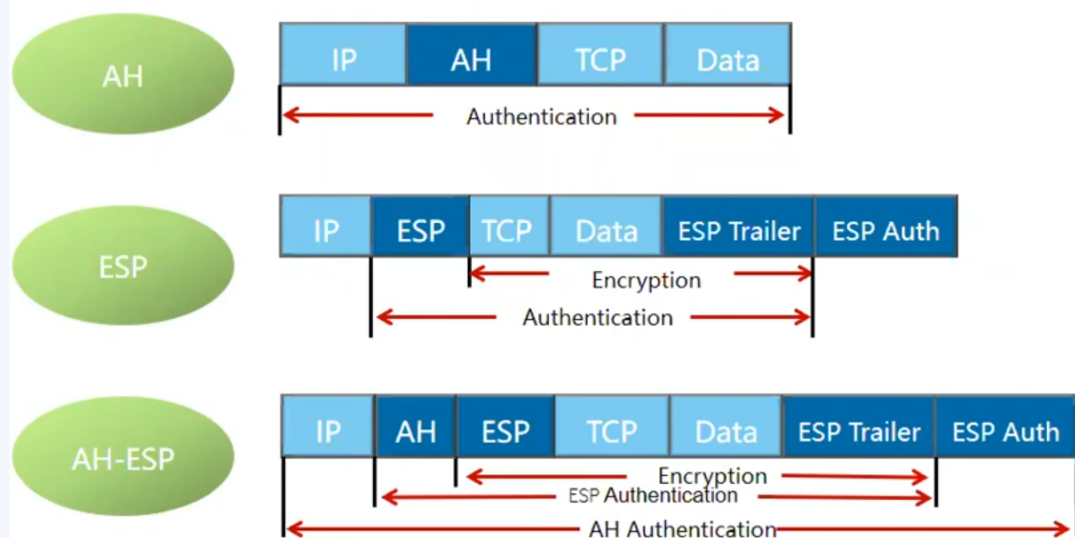 AH
IP AH TCP Data
Authentication
ESP
IP ESP TCP Data ESP Trailer ESP Auth
Encryption
Authentication
AH-ESP
IP AH ESP TCP Data ESP Trailer ESP Auth
Encryption
ESP Authentication
AH Authentication